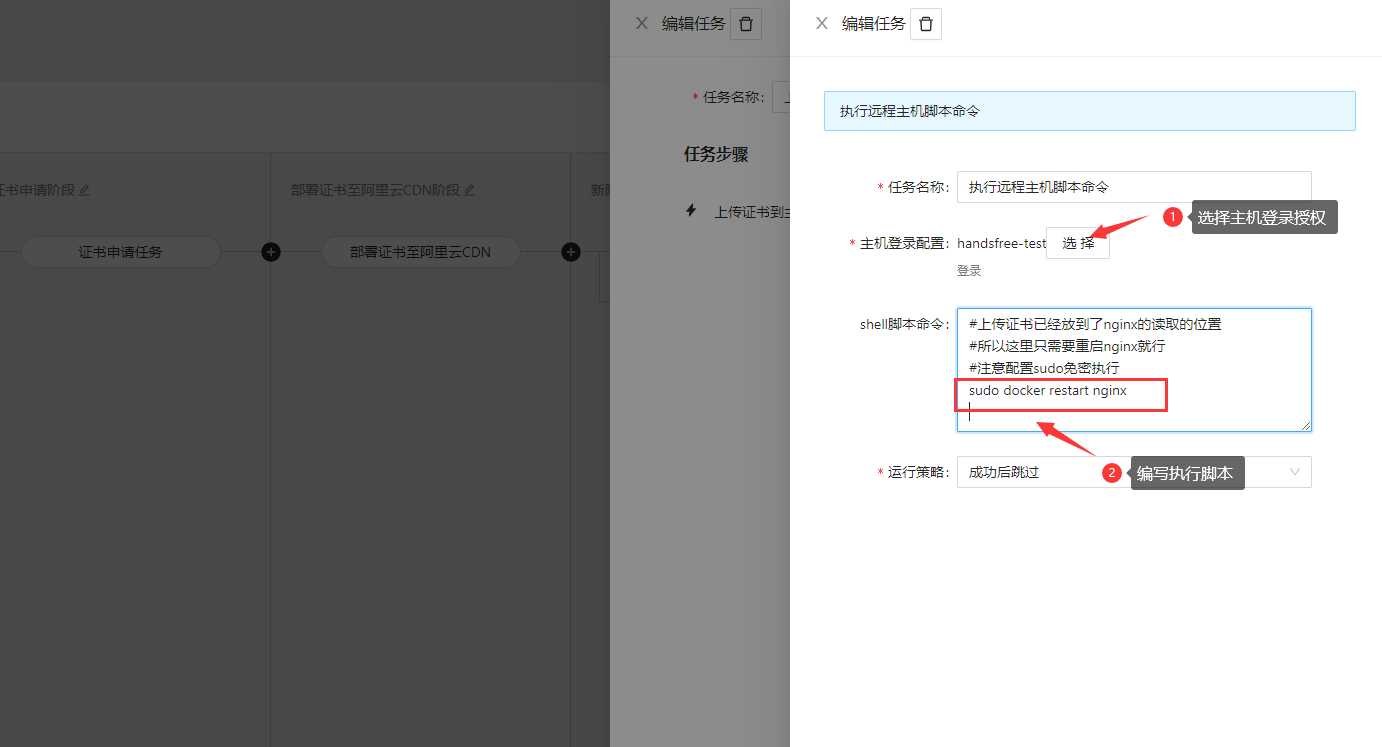 编辑任务
编辑任务
执行远程主机脚本命令
* 任务名称:
* 任务名称: 执行远程主机脚本命令
任务步骤
证书申请阶段
部署证书至阿里云CDN阶段
上传证书到
1 选择主机登录授权
* 主机登录配置: handsfree-test 选 择
登录
证书申请任务
部署证书至阿里云CDN
shell脚本命令:
#上传证书已经放到了nginx的读取的位置
#所以这里只需要重启nginx就行
#注意配置sudo免密执行
sudo docker restart nginx
* 运行策略: 成功后跳过
2 编写执行脚本